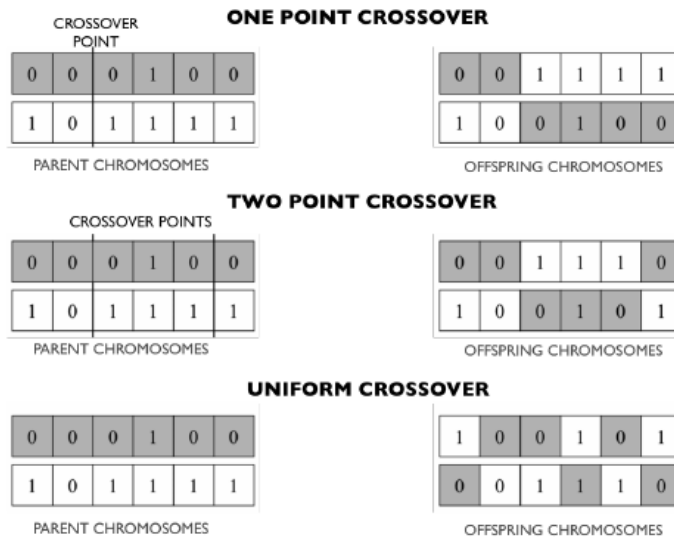 ONE POINT CROSSOVER
CROSSOVER
POINT
0 0 0 1 0 0
0 0 1 1 1 1
1 0 1 1 1 1
1 0 0 1 0 0
PARENT CHROMOSOMES
OFFSPRING CHROMOSOMES
TWO POINT CROSSOVER
CROSSOVER POINTS
0 0 0 1 0 0
0 0 1 1 1 0
1 0 1 1 1 1
1 0 0 1 0 1
PARENT CHROMOSOMES
OFFSPRING CHROMOSOMES
UNIFORM CROSSOVER
0 0 0 1 0 0
1 0 0 1 0 1
1 0 1 1 1 1
0 0 1 1 1 0
PARENT CHROMOSOMES
OFFSPRING CHROMOSOMES